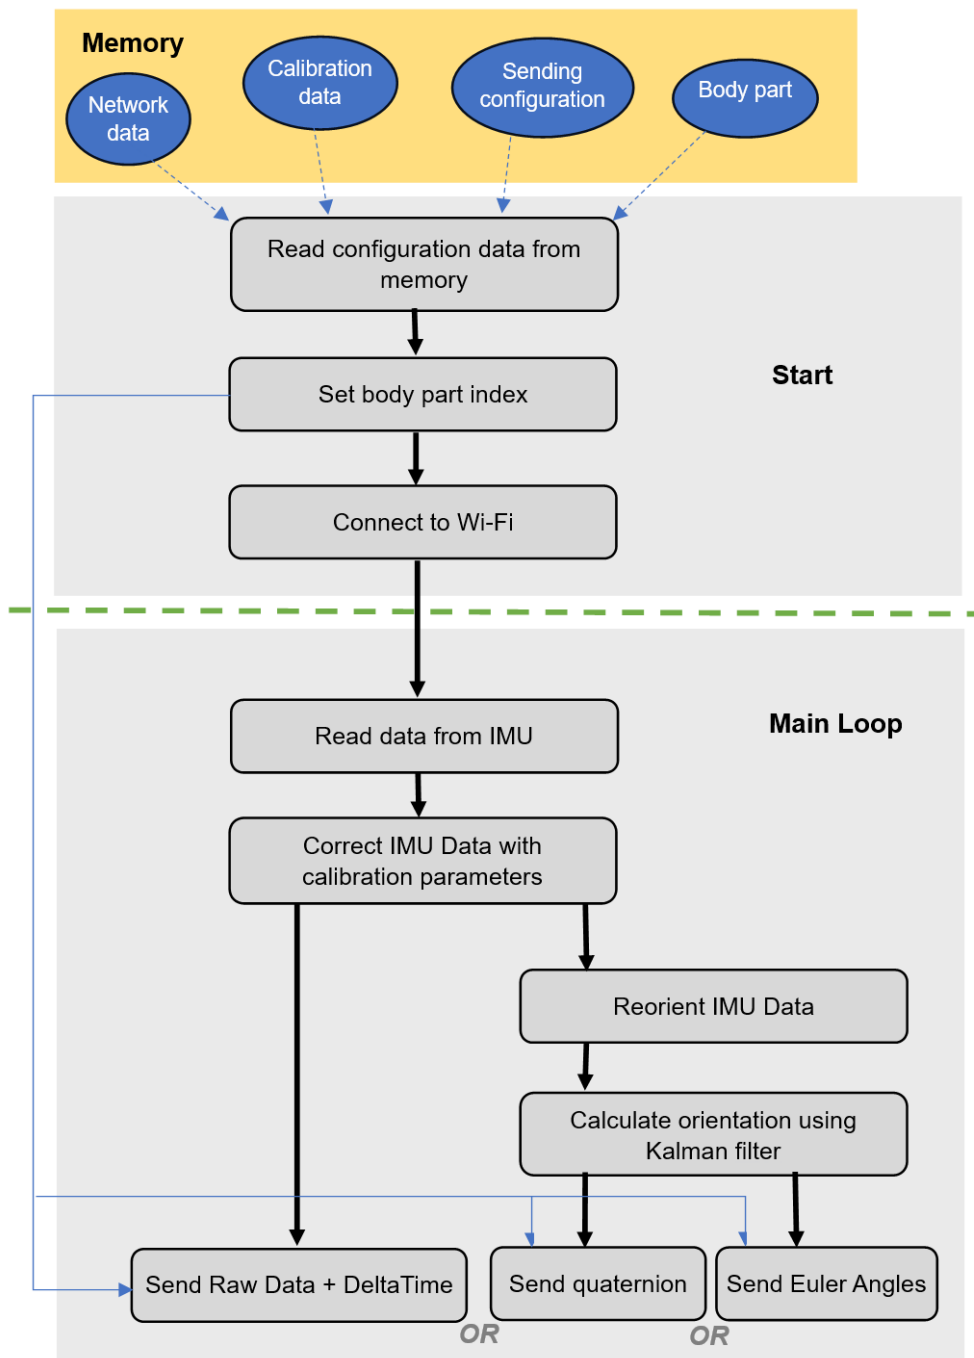 Memory
Network
data
Calibration
data
Sending
configuration
Body part
Read configuration data from
memory
Set body part index
Start
Connect to Wi-Fi
Read data from IMU
Main Loop
Correct IMU Data with
calibration parameters
Reorient IMU Data
Calculate orientation using
Kalman filter
Send Raw Data + DeltaTime
OR
Send quaternion
OR
Send Euler Angles